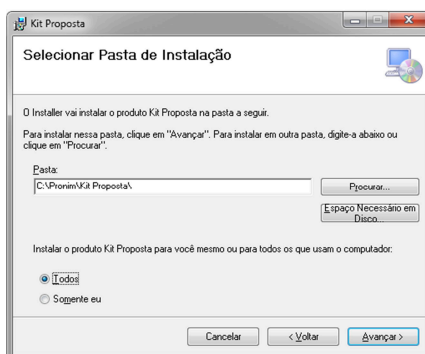 Kit Proposta
Selecionar Pasta de Instalação
O Installer vai instalar o produto Kit Proposta na pasta a seguir.
Para instalar nessa pasta, clique em "Avançar". Para instalar em outra pasta, digite-a abaixo ou
clique em "Procurar".
Pasta:
C:\Pronim\Kit Proposta\
Procurar...
Espaço Necessário em
Disco...
Instalar o produto Kit Proposta para você mesmo ou para todos os que usam o computador:
Todos
Somente eu
Cancelar
< Voltar
Avançar >